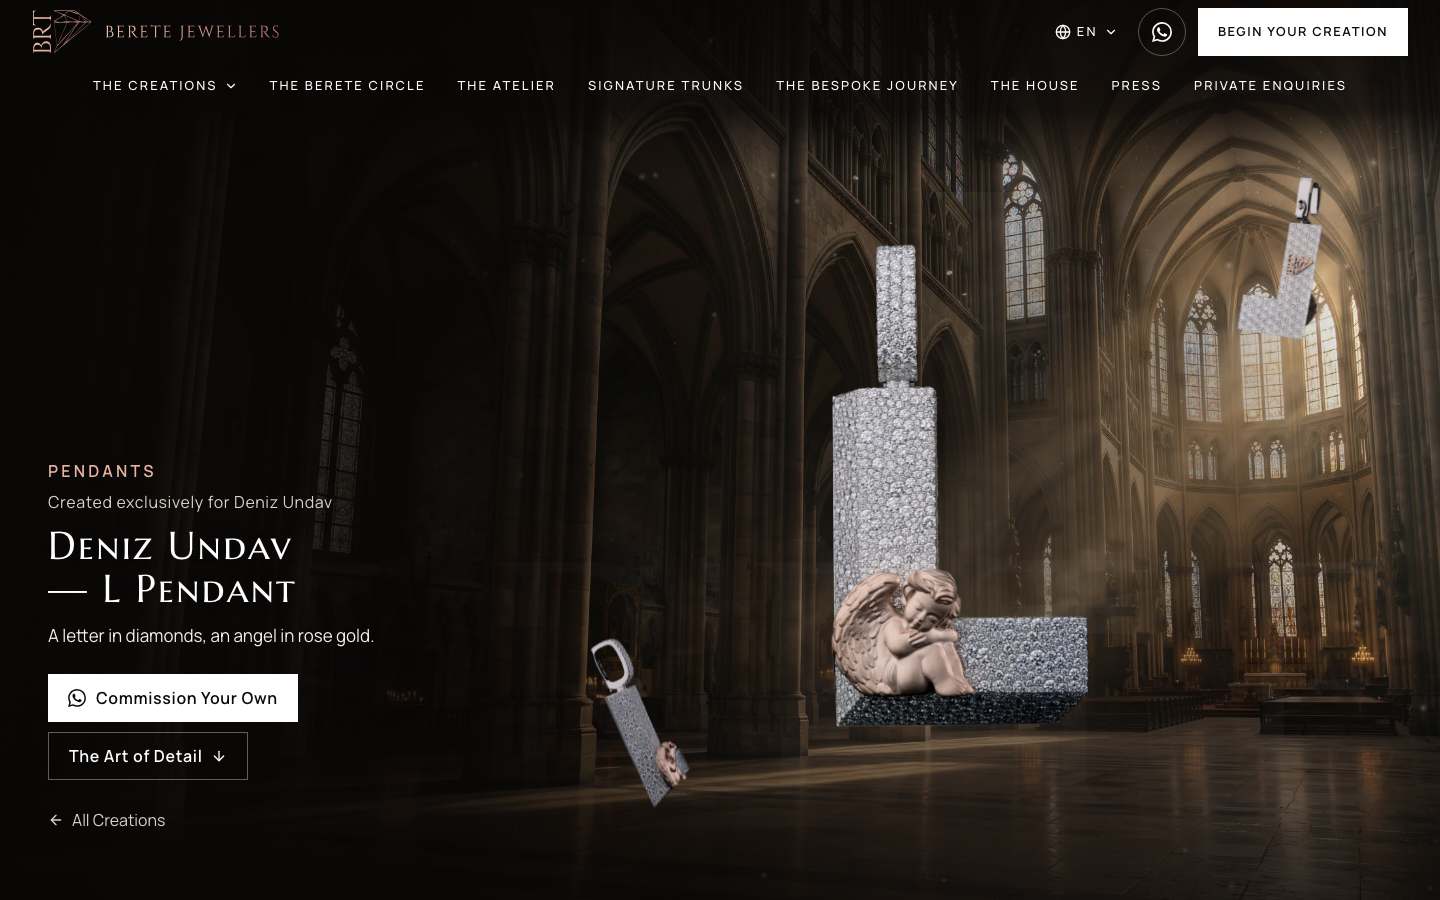 BRT
BERETE JEWELLERS
EN
BEGIN YOUR CREATION
THE CREATIONS
THE BERETE CIRCLE
THE ATELIER
SIGNATURE TRUNKS
THE BESPOKE JOURNEY
THE HOUSE
PRESS
PRIVATE ENQUIRIES
PENDANTS
Created exclusively for Deniz Undav
Deniz Undav
— L Pendant
A letter in diamonds, an angel in rose gold.
Commission Your Own
The Art of Detail ↓
← All Creations